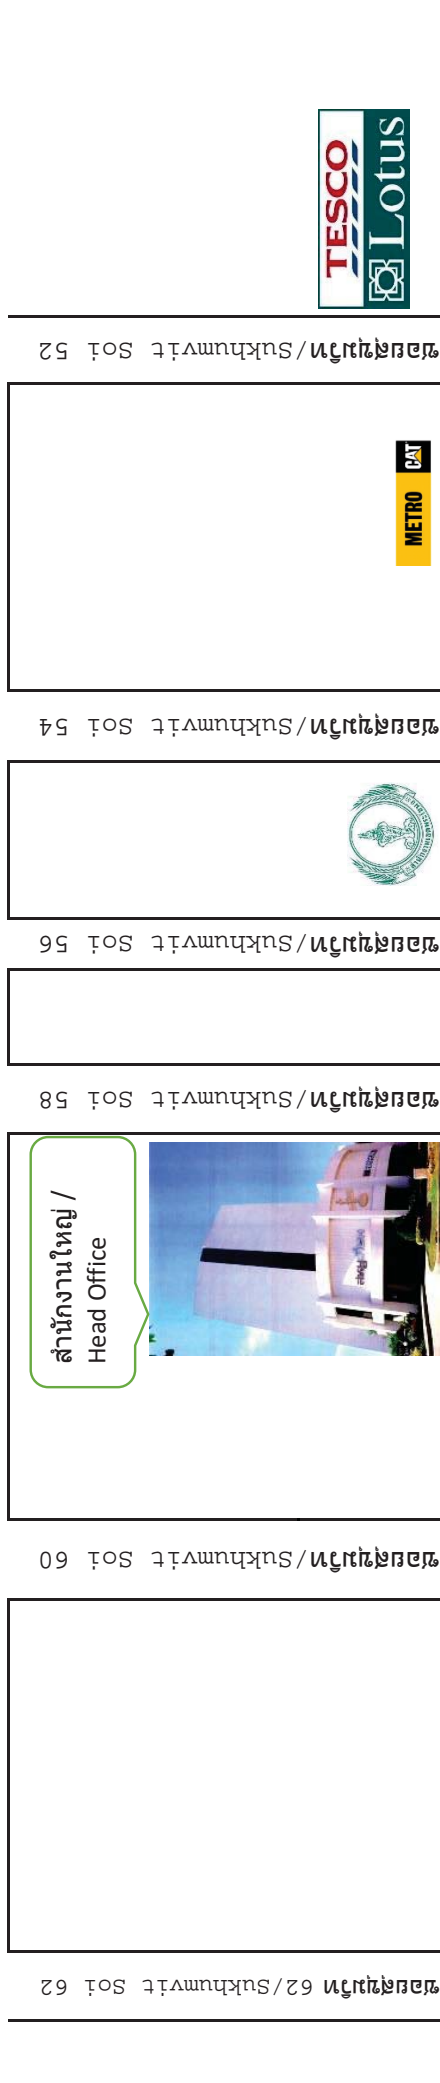 TESCO
Lotus
ซอยสุขุมวิท/Sukhumvit Soi 52
METRO CAT
ซอยสุขุมวิท/Sukhumvit Soi 54
ซอยสุขุมวิท/Sukhumvit Soi 56
ซอยสุขุมวิท/Sukhumvit Soi 58
สำนักงานใหญ่ /
Head Office
ซอยสุขุมวิท/Sukhumvit Soi 60
ซอยสุขุมวิท 62/Sukhumvit Soi 62